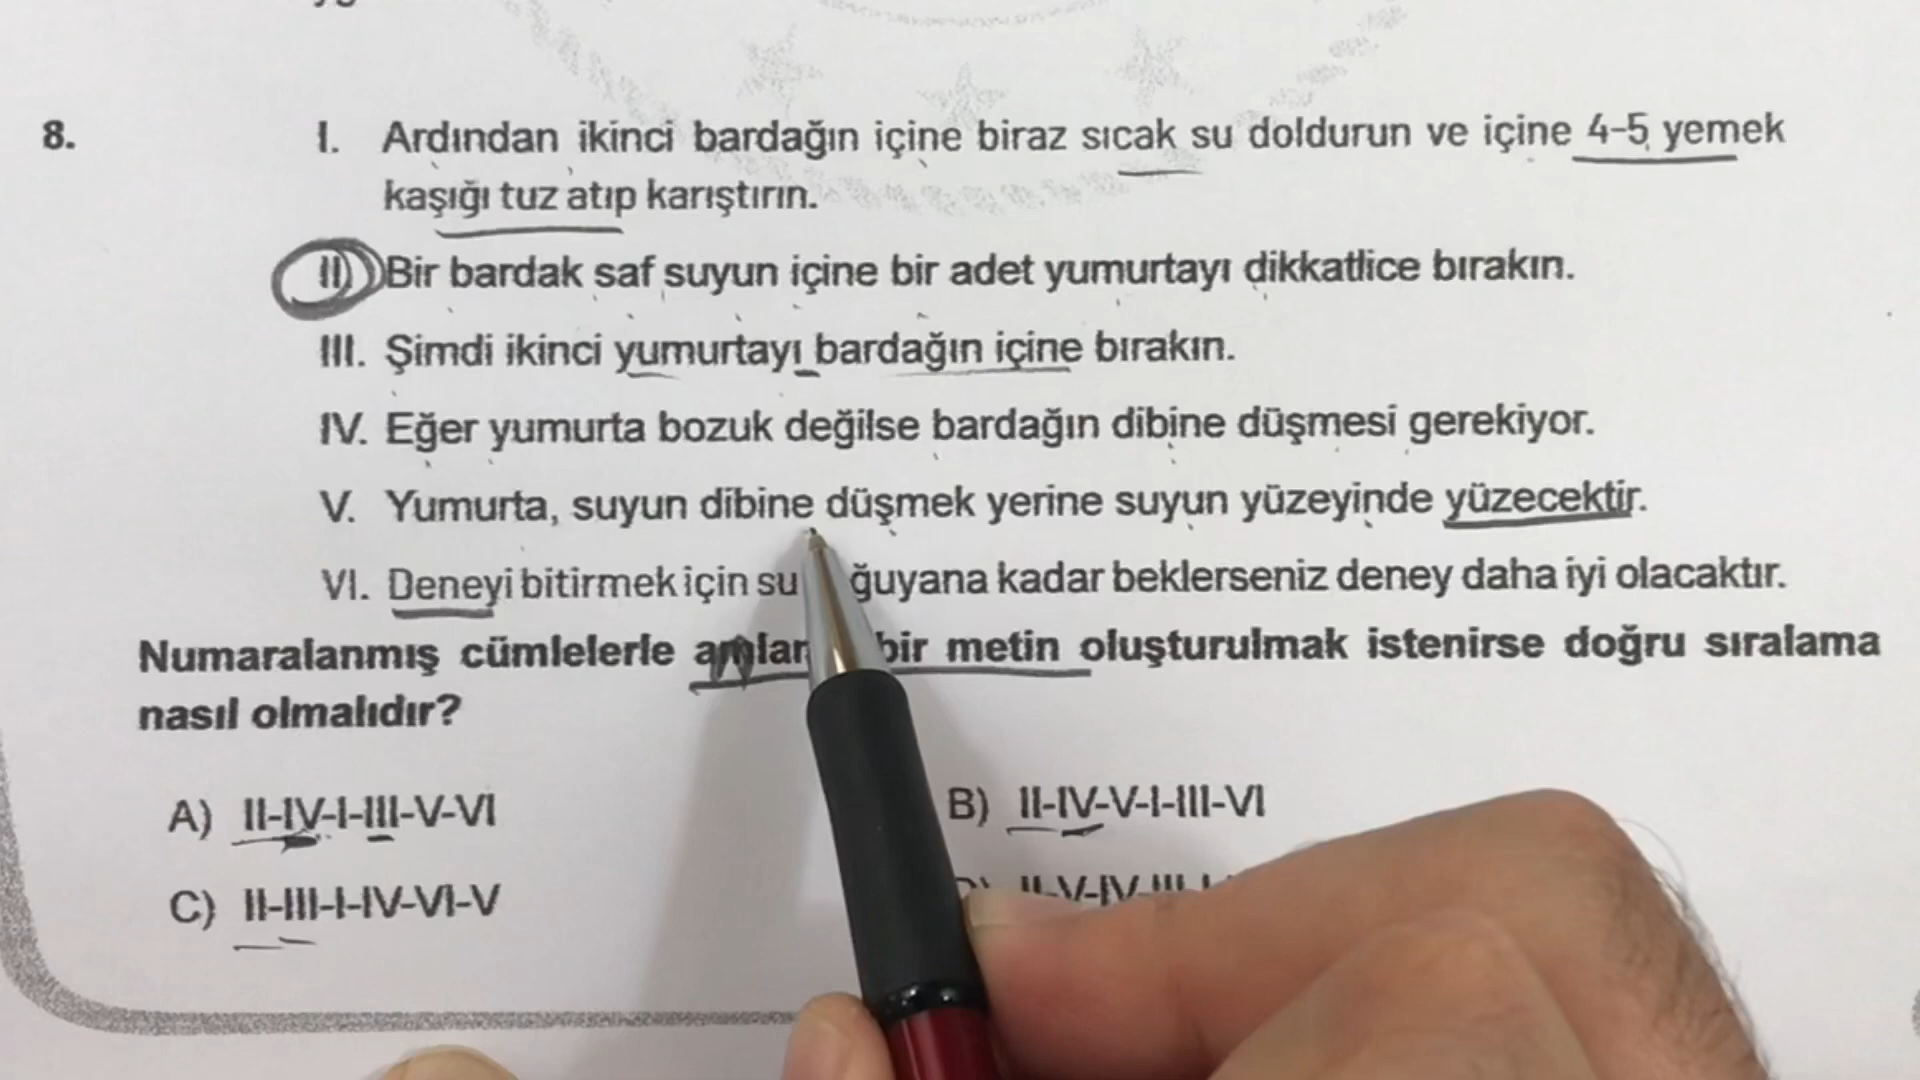 8.
I. Ardından ikinci bardağın içine biraz sıcak su doldurun ve içine 4-5 yemek
kaşığı tuz atıp karıştırın.
II. Bir bardak saf suyun içine bir adet yumurtayı dikkatlice bırakın.
III. Şimdi ikinci yumurtayı bardağın içine bırakın.
IV. Eğer yumurta bozuk değilse bardağın dibine düşmesi gerekiyor.
V. Yumurta, suyun dibine düşmek yerine suyun yüzeyinde yüzecektir.
VI. Deneyi bitirmek için su ğuyana kadar beklerseniz deney daha iyi olacaktır.
Numaralanmış cümlelerle bir metin oluşturulmak istenirse doğru sıralama
nasıl olmalıdır?
A) II-IV-I-III-V-VI
B) II-IV-V-I-III-VI
C) II-III-I-IV-VI-V
II-V-IV-III